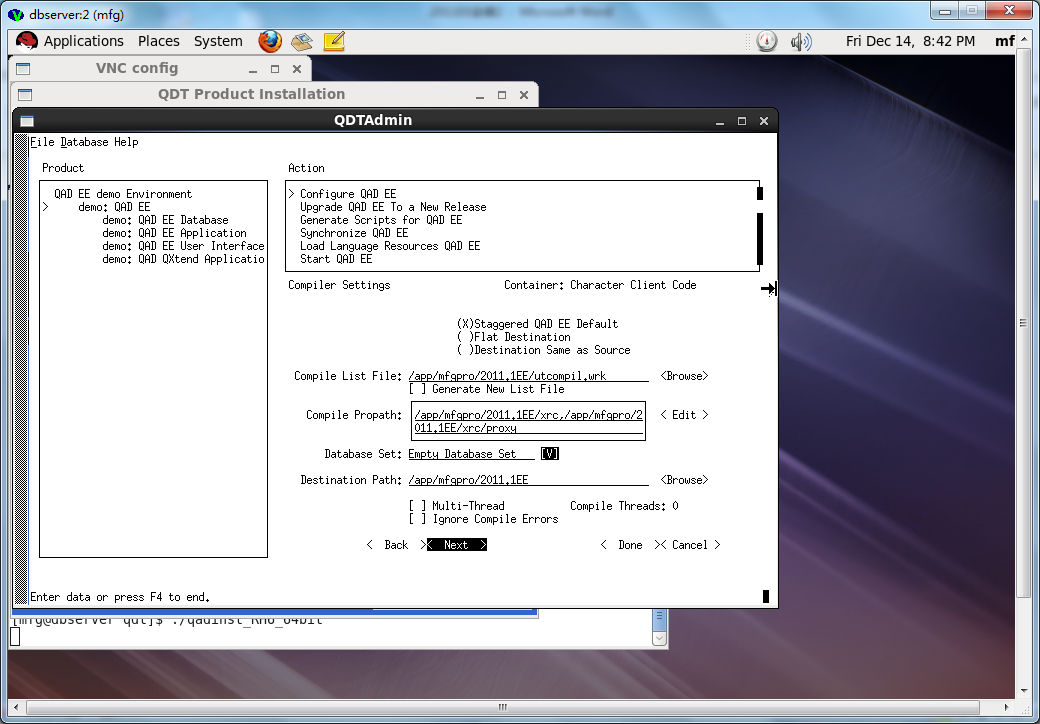 dbserver:2 (mfg)
Applications Places System
Fri Dec 14, 8:42 PM mf
VNC config
QDT Product Installation
QDTAdmin
File Database Help
Product
Action
QAD EE demo Environment
> demo: QAD EE
demo: QAD EE Database
demo: QAD EE Application
demo: QAD EE User Interface
demo: QAD QXtend Applicatio
> Configure QAD EE
Upgrade QAD EE To a New Release
Generate Scripts for QAD EE
Synchronize QAD EE
Load Language Resources QAD EE
Start QAD EE
Compiler Settings Container: Character Client Code
(X)Staggered QAD EE Default
( )Flat Destination
( )Destination Same as Source
Compile List File: /app/mfgpro/2011.1EE/utcompil.wrk <Browse>
[ ] Generate New List File
Compile Propath: /app/mfgpro/2011.1EE/xrc,/app/mfgpro/2 < Edit >
011.1EE/xrc/proxy
Database Set: Empty Database Set [V]
Destination Path: /app/mfgpro/2011.1EE <Browse>
[ ] Multi-Thread Compile Threads: 0
[ ] Ignore Compile Errors
< Back >< Next > < Done >< Cancel >
Enter data or press F4 to end.
[mfg@dbserver qdt]$ ./qadinst_RH6_64bit